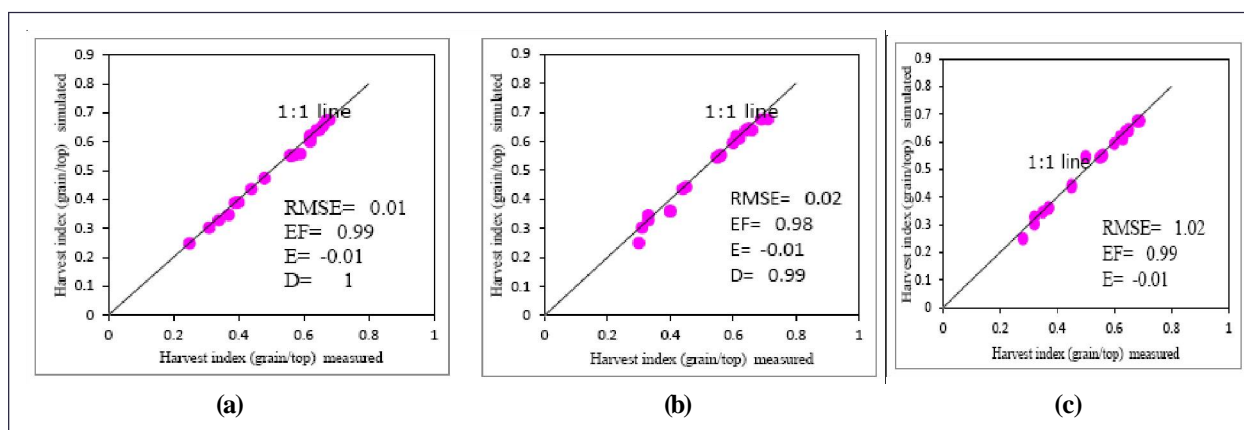 0.9
0.8
0.7
0.6
0.5
0.4
0.3
0.2
0.1
0
Harvest index (grain/top) simulated
1:1 line
RMSE= 0.01
EF= 0.99
E= -0.01
D= 1
0 0.2 0.4 0.6 0.8 1
Harvest index (grain/top) measured
(a)
0.9
0.8
0.7
0.6
0.5
0.4
0.3
0.2
0.1
0
Harvest index (grain/top) simulated
1:1 line
RMSE= 0.02
EF= 0.98
E= -0.01
D= 0.99
0 0.2 0.4 0.6 0.8 1
Harvest index (grain/top) measured
(b)
0.9
0.8
0.7
0.6
0.5
0.4
0.3
0.2
0.1
0
Harvest index (grain/top) simulated
1:1 line
RMSE= 1.02
EF= 0.99
E= -0.01
0 0.2 0.4 0.6 0.8 1
Harvest index (grain/top) measured
(c)